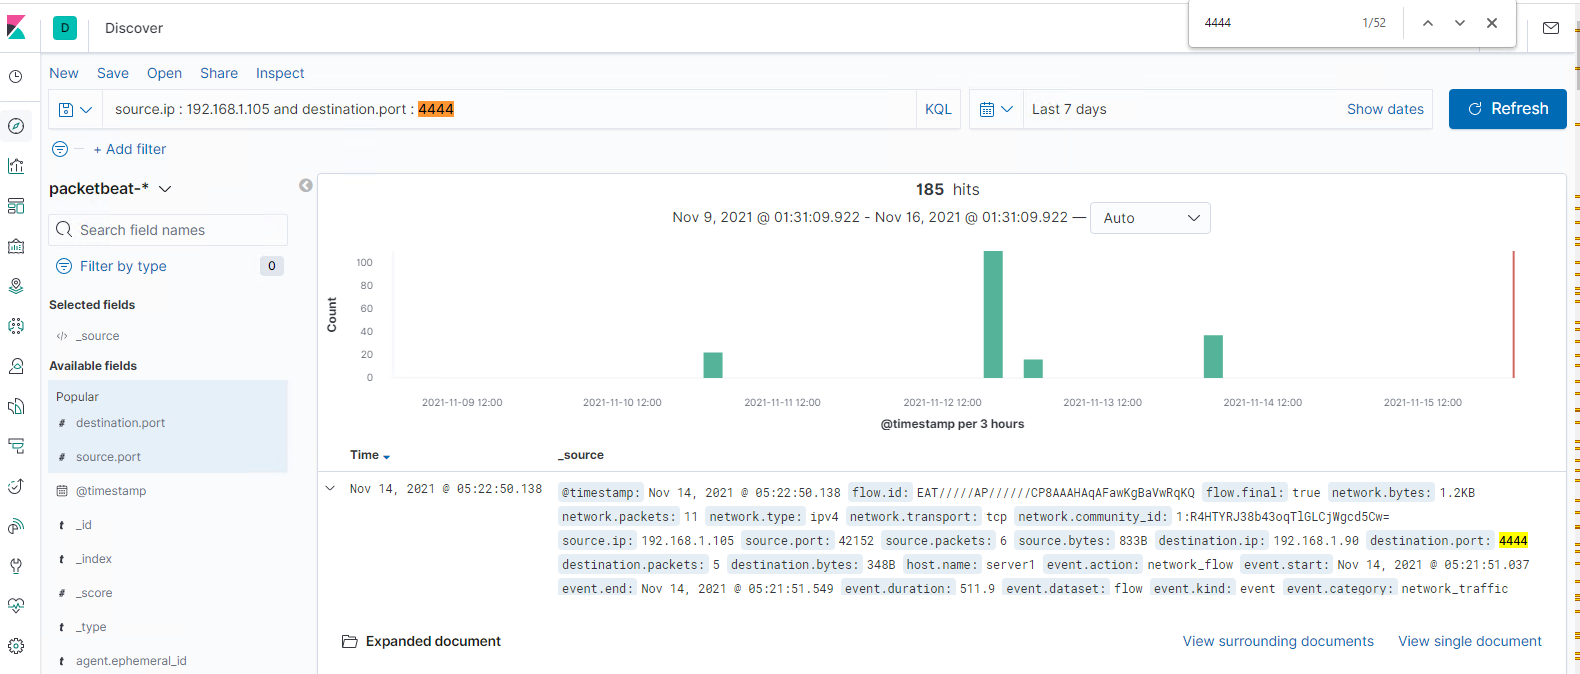 4444 1/52
D Discover
New Save Open Share Inspect
source.ip : 192.168.1.105 and destination.port : 4444 KQL Last 7 days Show dates Refresh
+ Add filter
packetbeat-*
185 hits
Nov 9, 2021 @ 01:31:09.922 - Nov 16, 2021 @ 01:31:09.922 — Auto
Search field names
Filter by type 0
Selected fields
</> _source
Available fields
Popular
# destination.port
# source.port
@timestamp
t _id
t _index
# _score
t _type
t agent.ephemeral_id
Count
100
80
60
40
20
0
2021-11-09 12:00 2021-11-10 12:00 2021-11-11 12:00 2021-11-12 12:00 2021-11-13 12:00 2021-11-14 12:00 2021-11-15 12:00
@timestamp per 3 hours
Time _source
Nov 14, 2021 @ 05:22:50.138
@timestamp: Nov 14, 2021 @ 05:22:50.138 flow.id: EAT/////AP//////CP8AAAHAqAFawKgBaVwRqKQ flow.final: true network.bytes: 1.2KB
network.packets: 11 network.type: ipv4 network.transport: tcp network.community_id: 1:R4HTYRJ38b43oqTlGLCjWgcd5Cw=
source.ip: 192.168.1.105 source.port: 42152 source.packets: 6 source.bytes: 833B destination.ip: 192.168.1.90 destination.port: 4444
destination.packets: 5 destination.bytes: 348B host.name: server1 event.action: network_flow event.start: Nov 14, 2021 @ 05:21:51.037
event.end: Nov 14, 2021 @ 05:21:51.549 event.duration: 511.9 event.dataset: flow event.kind: event event.category: network_traffic
Expanded document View surrounding documents View single document